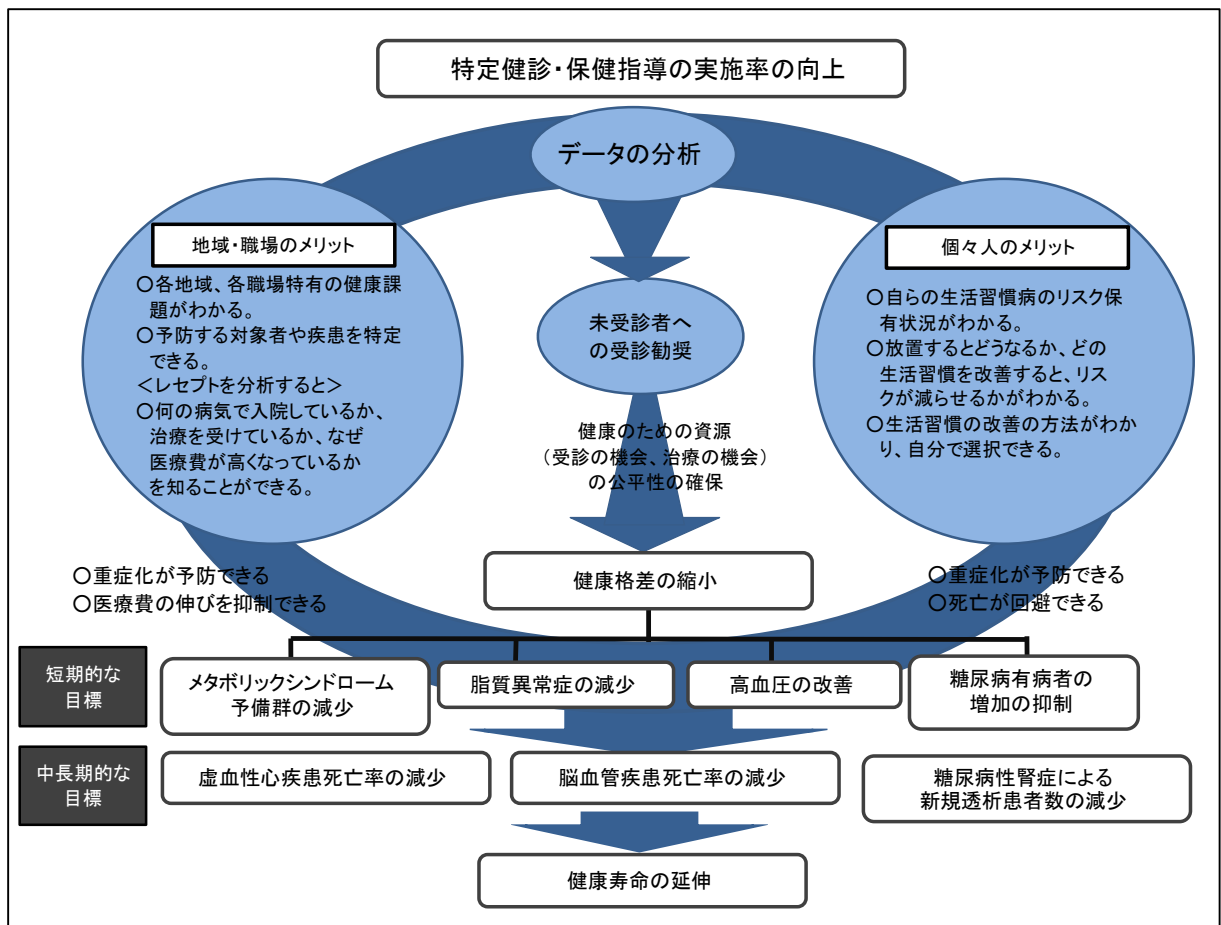 特定健診・保健指導の実施率の向上
データの分析
地域・職場のメリット
〇各地域、各職場特有の健康課
題がわかる。
〇予防する対象者や疾患を特定
できる。
＜レセプトを分析すると＞
〇何の病気で入院しているか、
治療を受けているか、なぜ
医療費が高くなっているか
を知ることができる。
未受診者へ
の受診勧奨
個々人のメリット
〇自らの生活習慣病のリスク保
有状況がわかる。
〇放置するとどうなるか、どの
生活習慣を改善すると、リス
クが減らせるかがわかる。
〇生活習慣の改善の方法がわか
り、自分で選択できる。
健康のための資源
（受診の機会、治療の機会）
の公平性の確保
〇重症化が予防できる
〇医療費の伸びを抑制できる
健康格差の縮小
〇重症化が予防できる
〇死亡が回避できる
短期的な
目標
メタボリックシンドローム
予備群の減少
脂質異常症の減少
高血圧の改善
糖尿病有病者の
増加の抑制
中長期的な
目標
虚血性心疾患死亡率の減少
脳血管疾患死亡率の減少
糖尿病性腎症による
新規透析患者数の減少
健康寿命の延伸